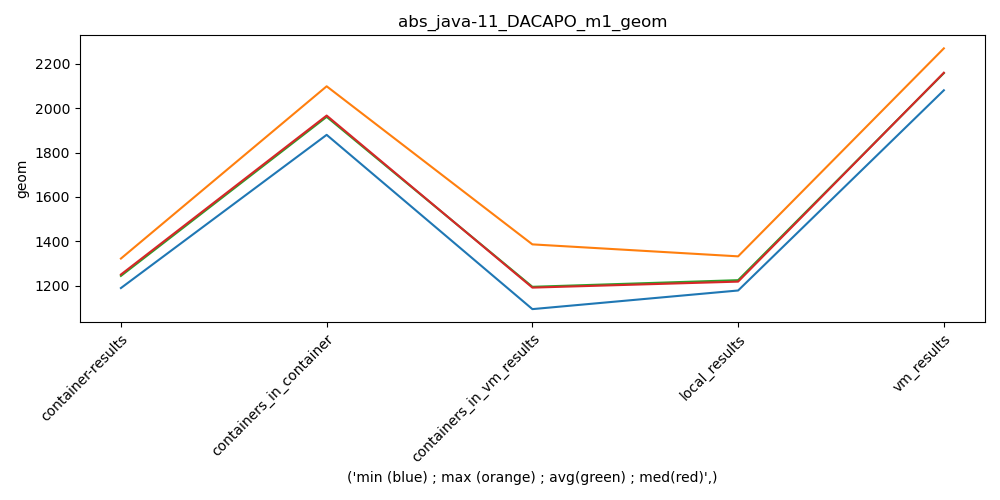 abs_java-11_DACAPO_m1_geom
geom
2200
2000
1800
1600
1400
1200
container-results
containers_in_container
containers_in_vm_results
local_results
vm_results
('min (blue) ; max (orange) ; avg(green) ; med(red)',)